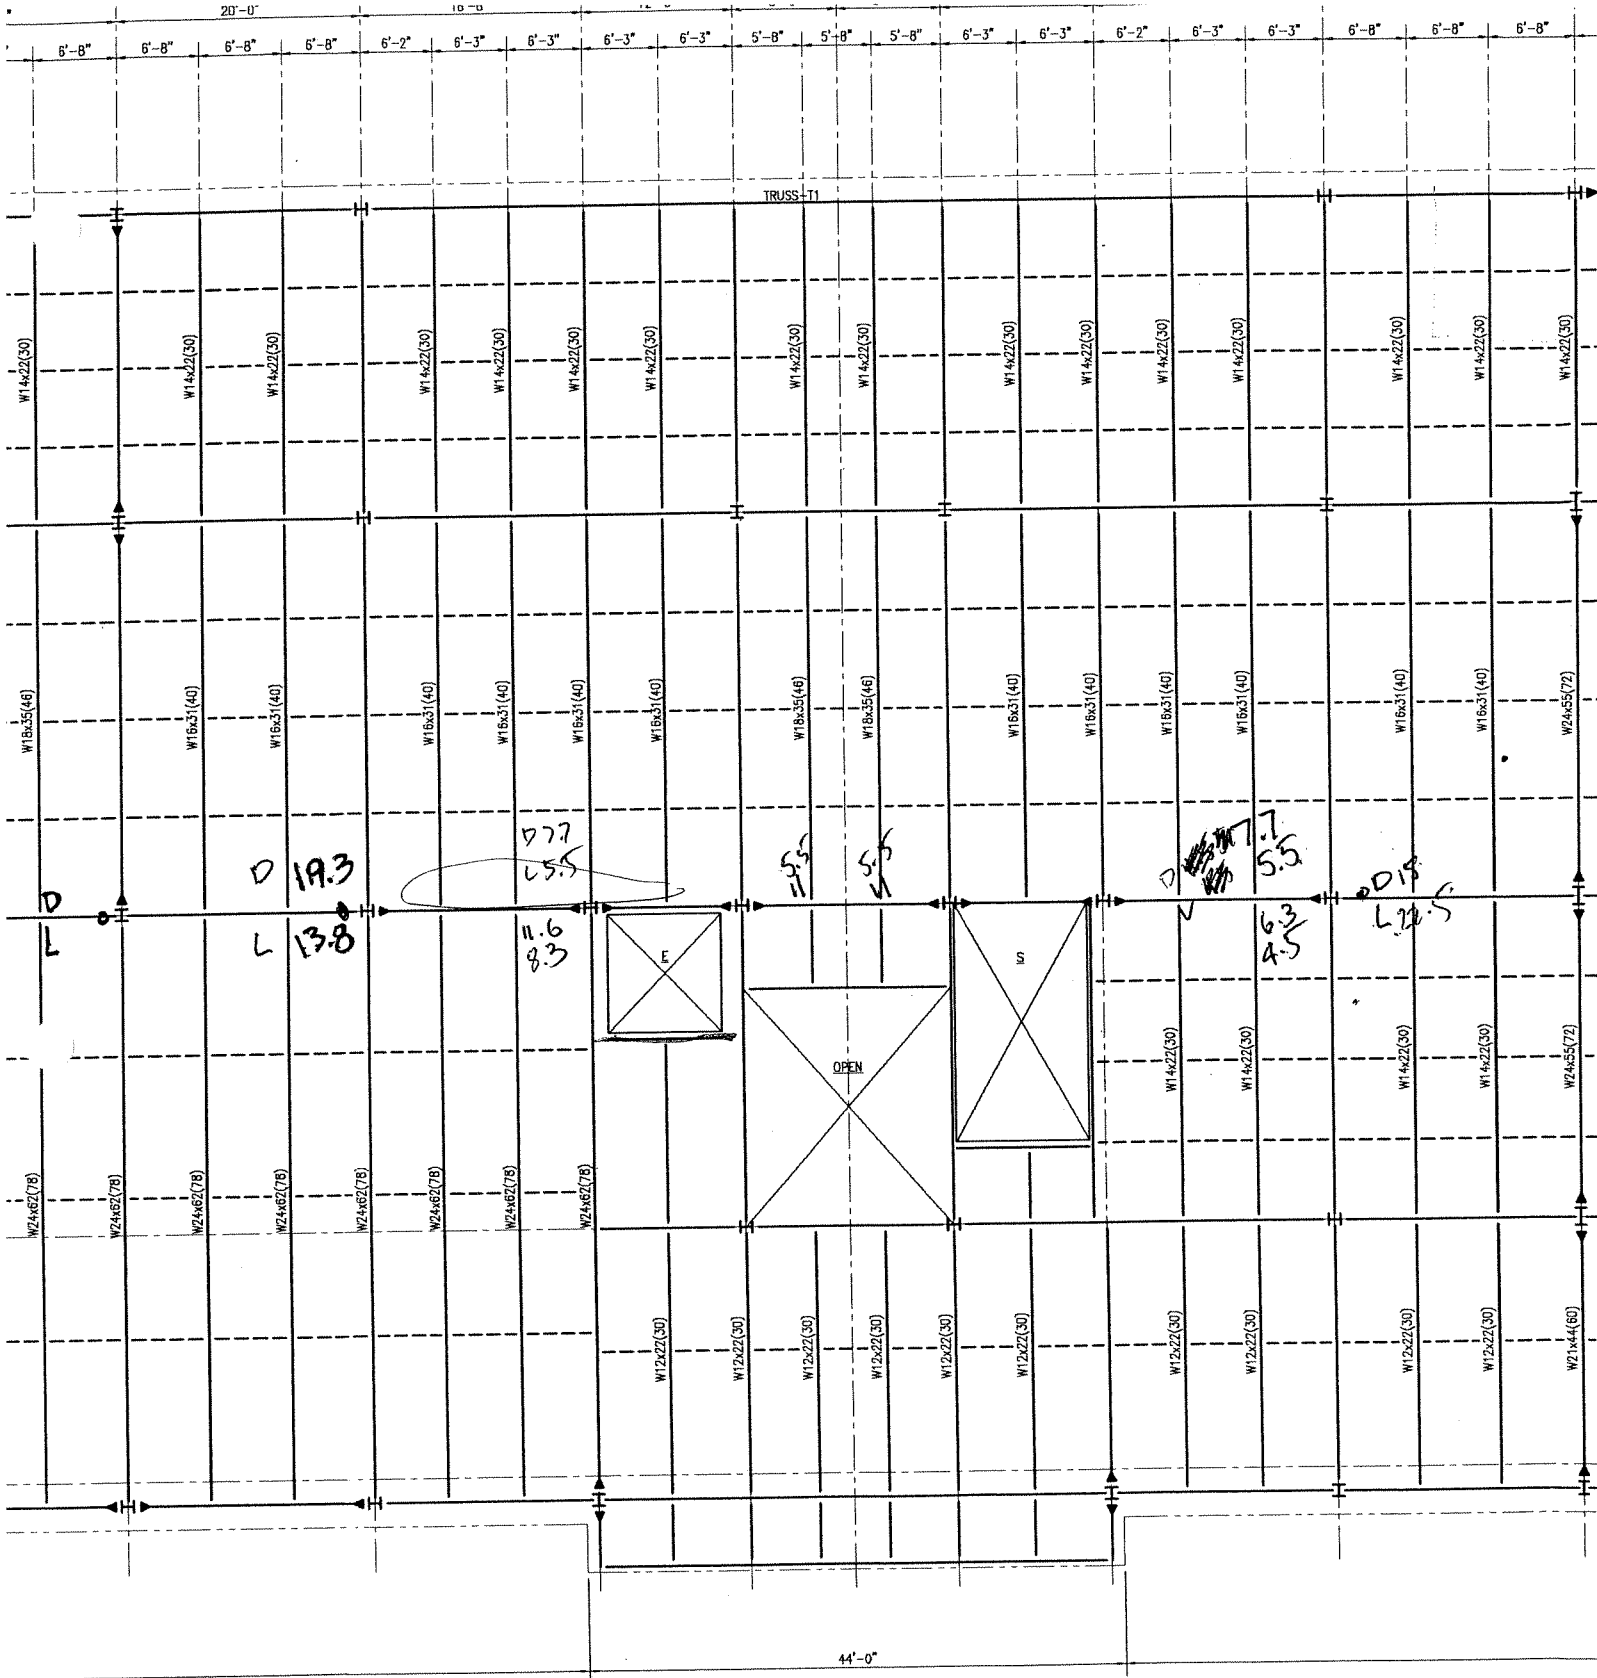 20'-0"
6'-8" 6'-8" 6'-8" 6'-8" 6'-2" 6'-3" 6'-3" 6'-3" 6'-3" 5'-8" 5'-8" 5'-8" 6'-3" 6'-3" 6'-2" 6'-3" 6'-3" 6'-8" 6'-8" 6'-8"
TRUSS-T1
W14x22(30) W14x22(30) W14x22(30) W14x22(30) W14x22(30) W14x22(30) W14x22(30) W14x22(30) W14x22(30) W14x22(30) W14x22(30) W14x22(30) W14x22(30) W14x22(30) W14x22(30) W14x22(30)
W18x35(46) W16x31(40) W16x31(40) W16x31(40) W16x31(40) W16x31(40) W16x31(40) W18x35(46) W18x35(46) W16x31(40) W16x31(40) W16x31(40) W16x31(40) W16x31(40) W16x31(40) W24x55(72)
D 7.7
L 5.5
5.5
11
5.5
11
D 7.7
5.5
D 19.3
D
L
L 13.8
11.6
8.3
6.3
4.5
D 18
L 22.5
E
S
OPEN
W14x22(30) W14x22(30) W14x22(30) W14x22(30) W24x55(72)
W24x62(78) W24x62(78) W24x62(78) W24x62(78) W24x62(78) W24x62(78) W24x62(78) W24x62(78)
W12x22(30) W12x22(30) W12x22(30) W12x22(30) W12x22(30) W12x22(30) W12x22(30) W12x22(30) W12x22(30) W12x22(30) W21x44(60)
44'-0"